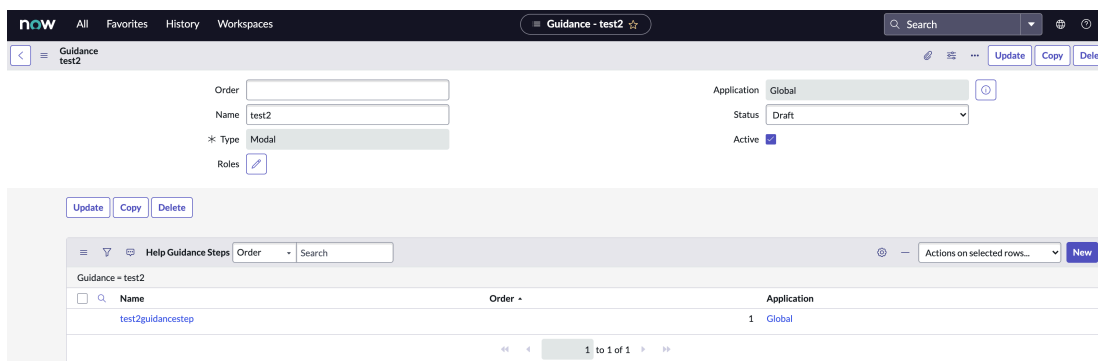 now All Favorites History Workspaces Guidance - test2 Search
Guidance
test2
Update Copy Dele
Order
Application Global
Name test2
Status Draft
Type Modal
Active
Roles
Update Copy Delete
Help Guidance Steps Order Search Actions on selected rows... New
Guidance = test2
Name Order Application
test2guidancestep 1 Global
1 to 1 of 1